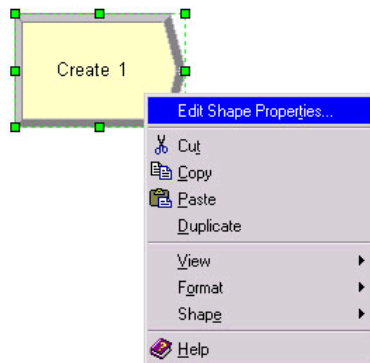 Create 1
Edit Shape Properties...
Cut
Copy
Paste
Duplicate
View
Format
Shape
Help